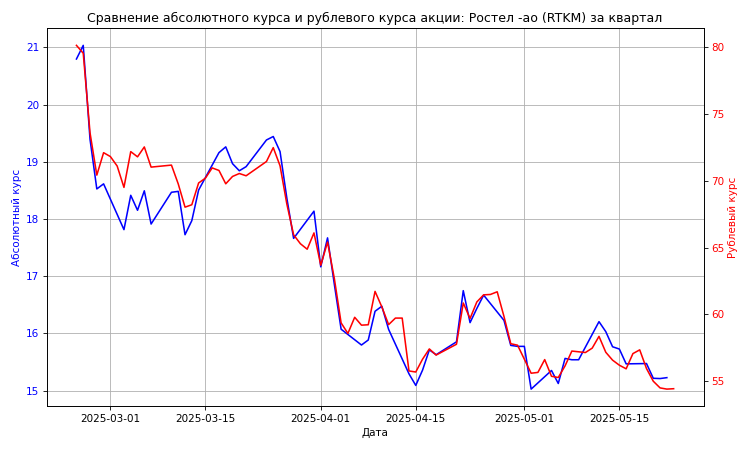 Сравнение абсолютного курса и рублевого курса акции: Ростел -ао (RTKM) за квартал
21
20
19
18
17
16
15
Абсолютный курс
80
75
70
65
60
55
Рублевый курс
2025-03-01 2025-03-15 2025-04-01 2025-04-15 2025-05-01 2025-05-15
Дата